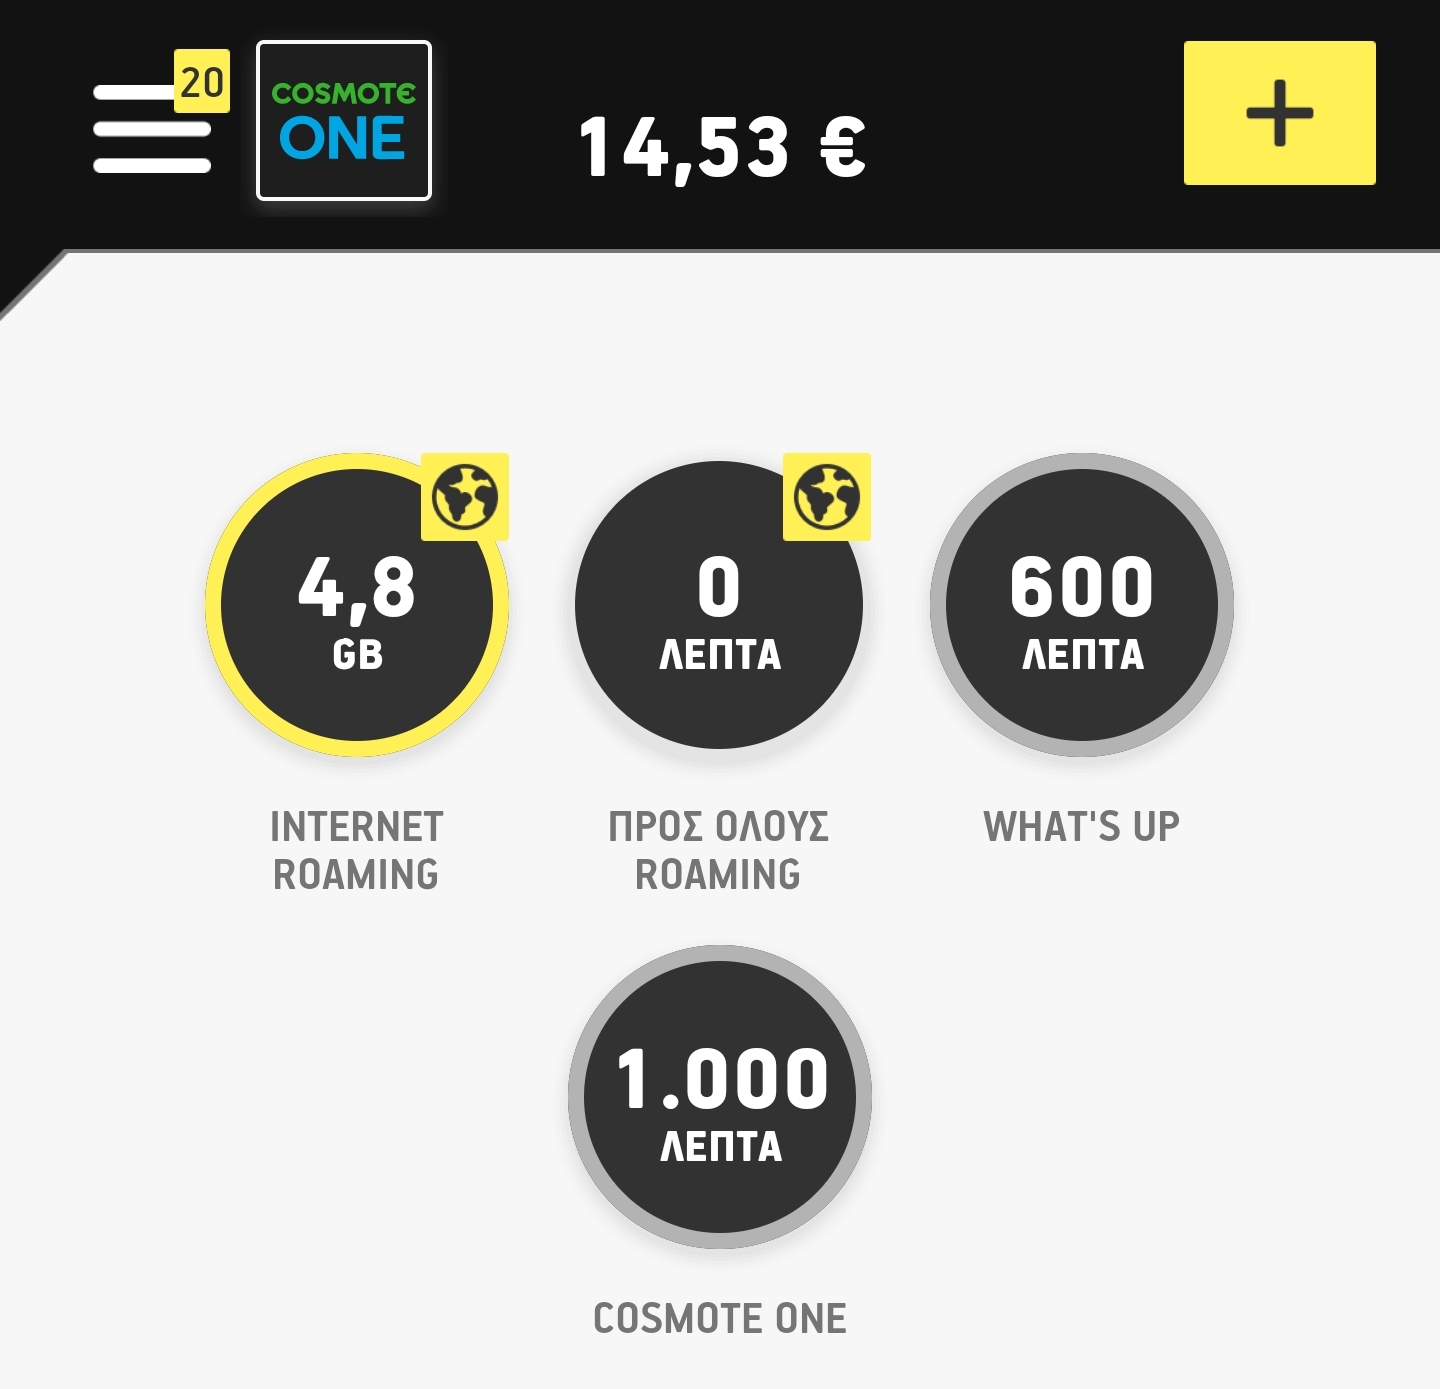 20
COSMOTE
ONE
14,53 €
4,8
GB
0
ΛΕΠΤΑ
600
ΛΕΠΤΑ
INTERNET
ROAMING
ΠΡΟΣ ΟΛΟΥΣ
ROAMING
WHAT'S UP
1.000
ΛΕΠΤΑ
COSMOTE ONE